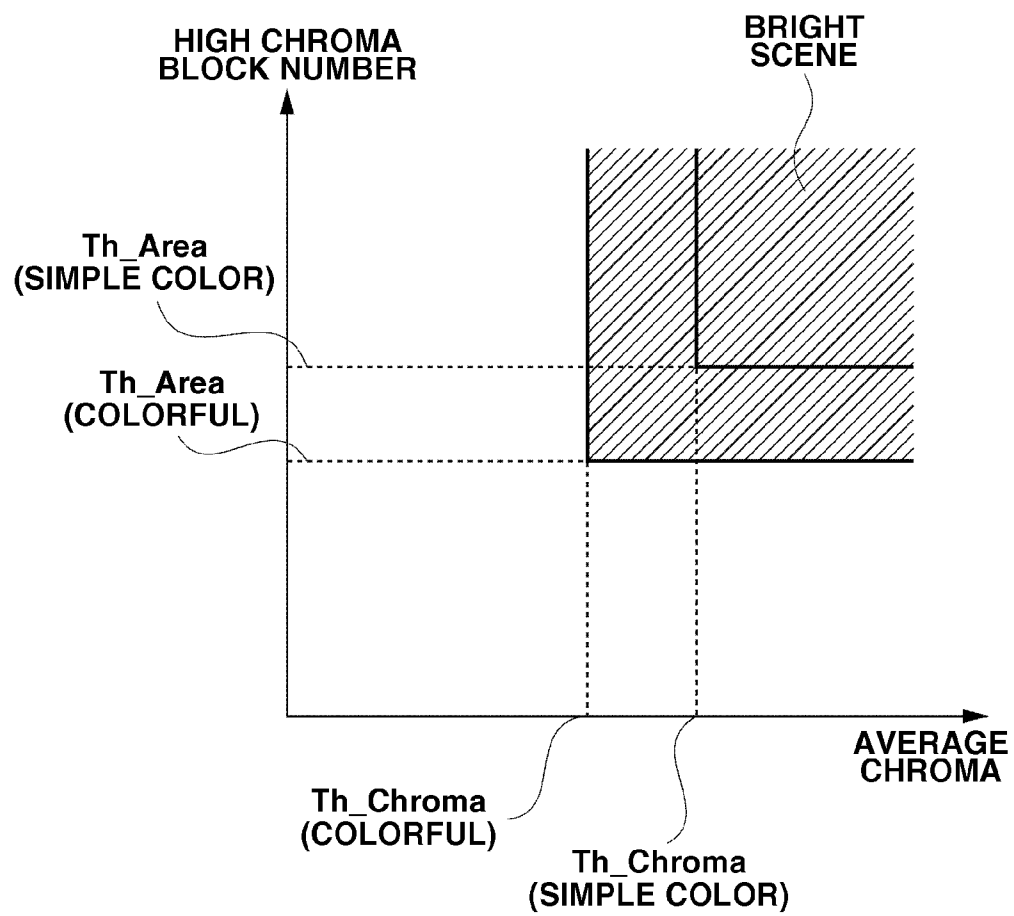 HIGH CHROMA
BLOCK NUMBER
BRIGHT
SCENE
Th_Area
(SIMPLE COLOR)
Th_Area
(COLORFUL)
AVERAGE
CHROMA
Th_Chroma
(COLORFUL)
Th_Chroma
(SIMPLE COLOR)